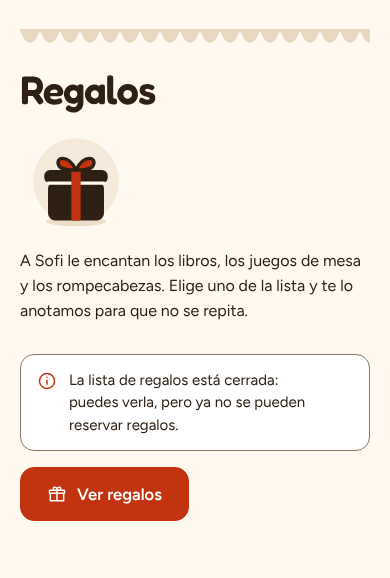 Regalos
A Sofi le encantan los libros, los juegos de mesa
y los rompecabezas. Elige uno de la lista y te lo
anotamos para que no se repita.
La lista de regalos está cerrada:
puedes verla, pero ya no se pueden
reservar regalos.
Ver regalos